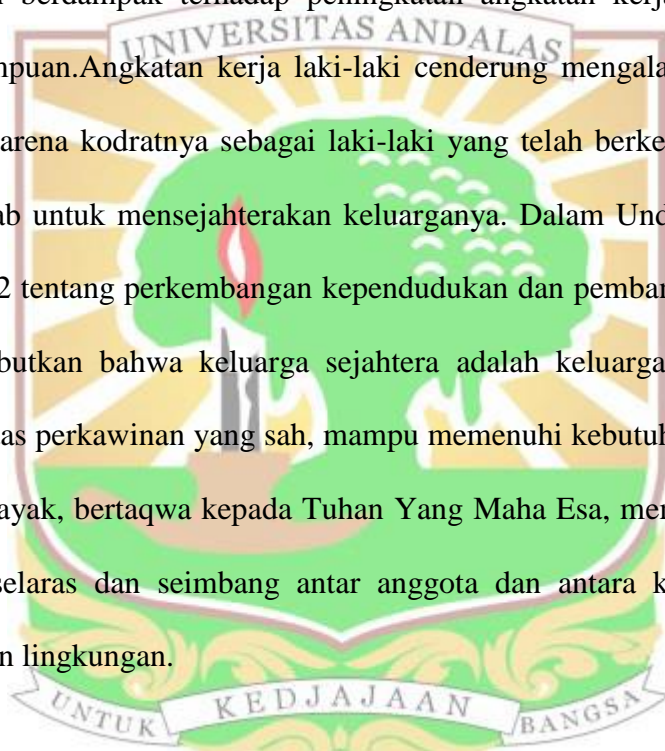 berdampak terhadap peningkatan angkatan kerja
UNIVERSITAS ANDALAS
mpuan.Angkatan kerja laki-laki cenderung mengala
arena kodratnya sebagai laki-laki yang telah berke
ab untuk mensejahterakan keluarganya. Dalam Und
2 tentang perkembangan kependudukan dan pemban
butkan bahwa keluarga sejahtera adalah keluarga
as perkawinan yang sah, mampu memenuhi kebutuh
ayak, bertaqwa kepada Tuhan Yang Maha Esa, mem
selaras dan seimbang antar anggota dan antara k
n lingkungan.
UNTUK KEDJAJAAN BANGSA